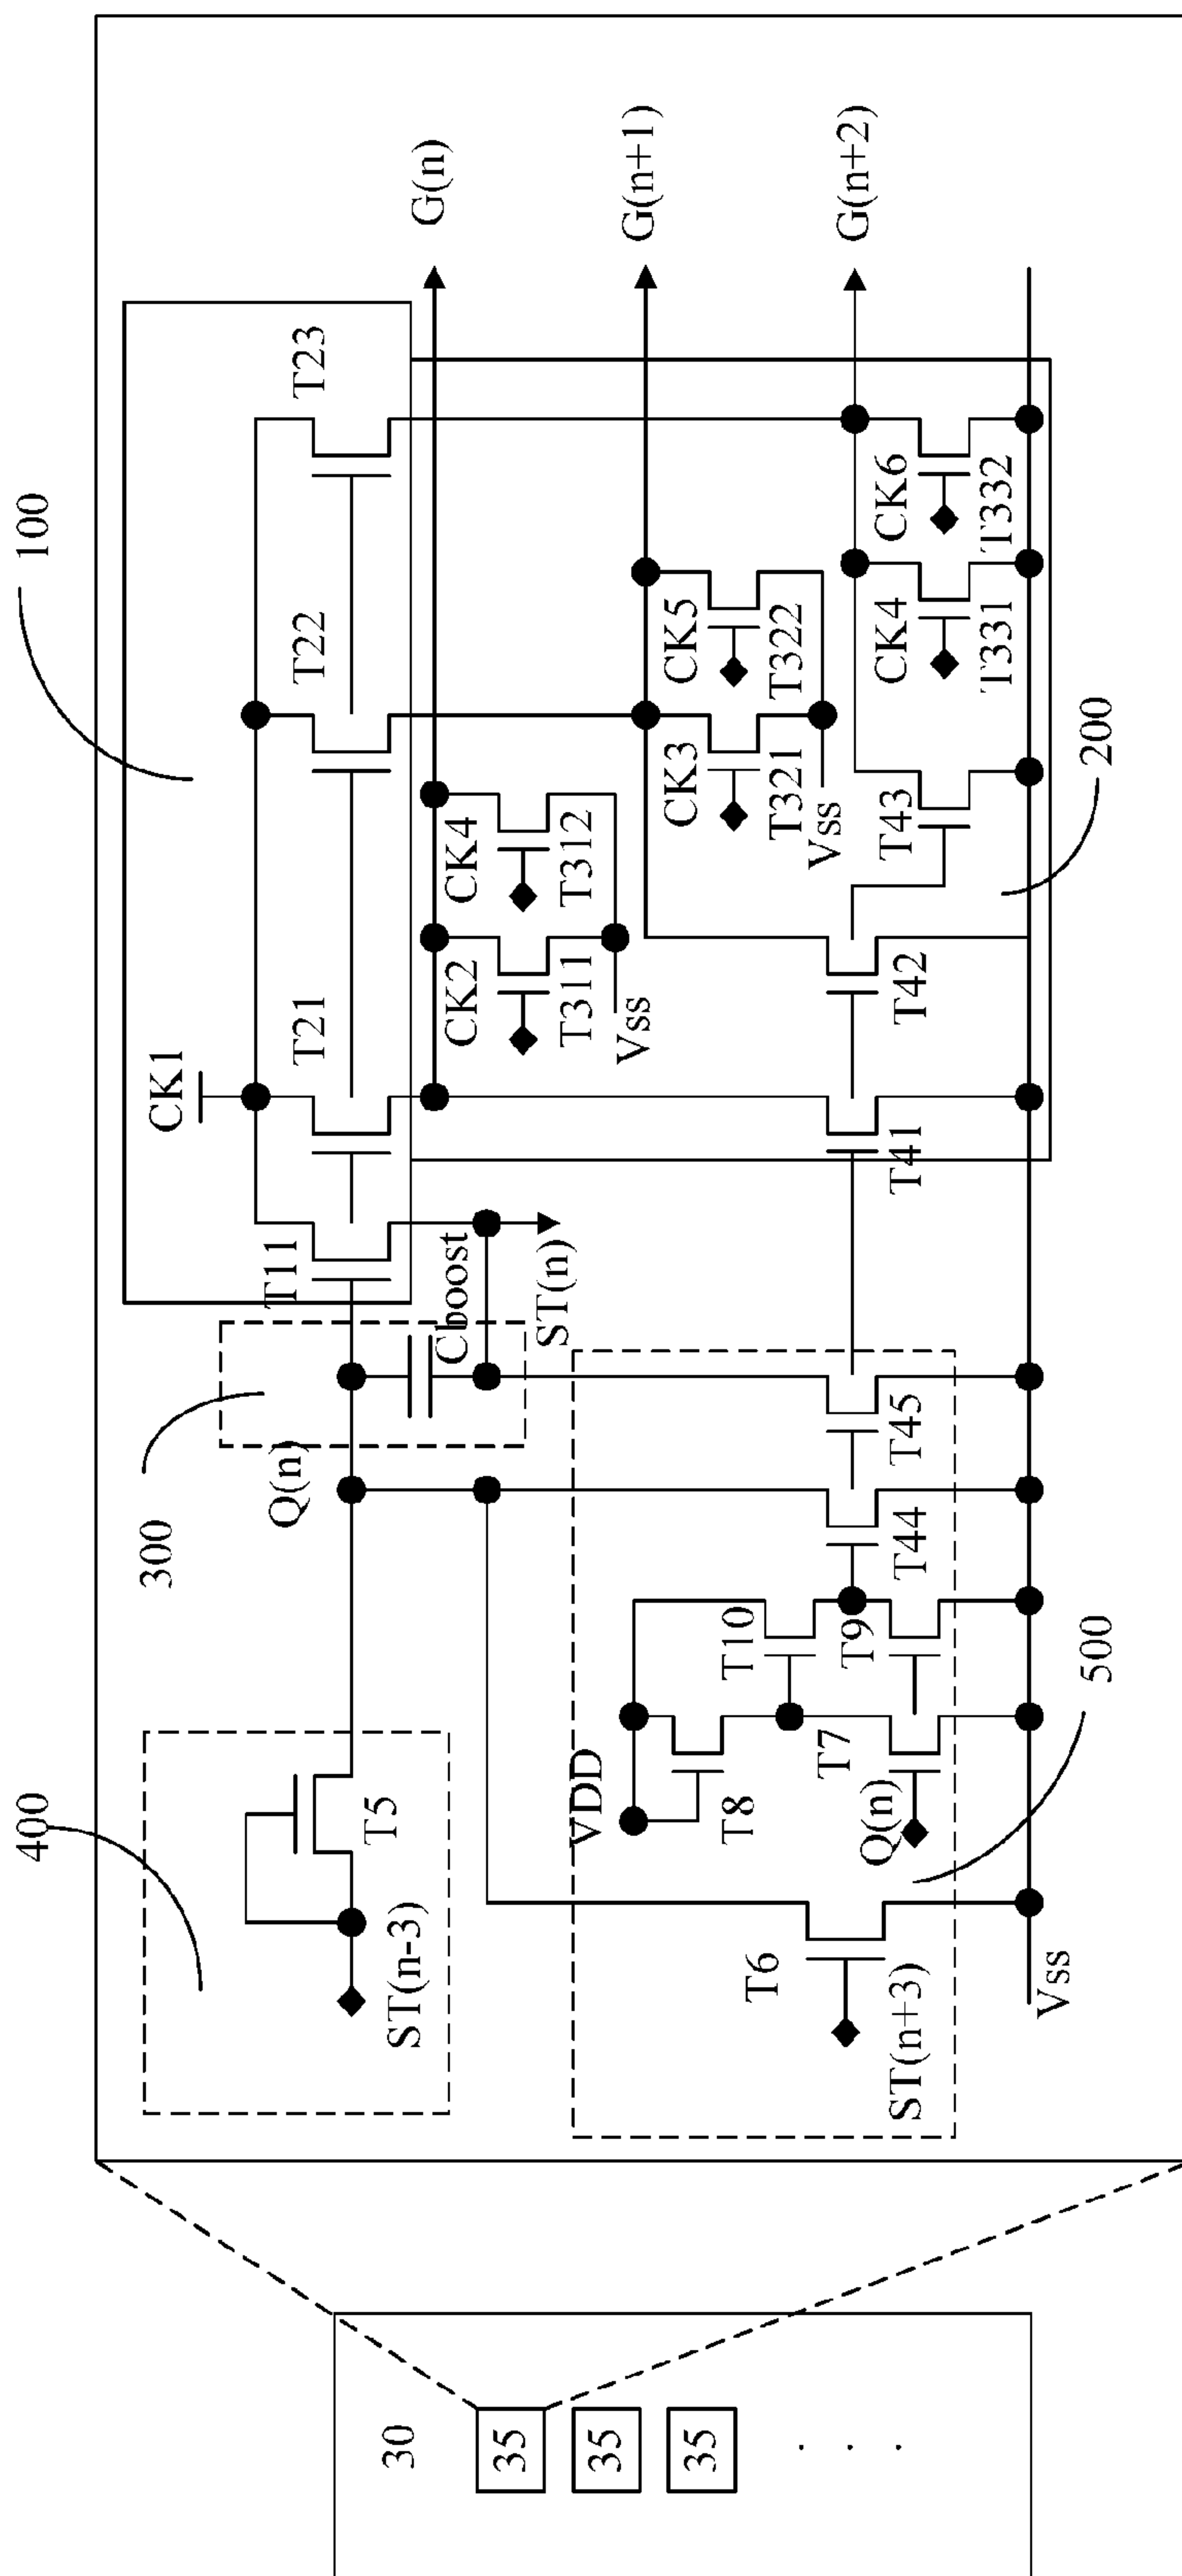 100
CK1
T11
T21
T22
T23
G(n)
G(n+1)
G(n+2)
CK2
CK4
T311
T312
Vss
CK3
CK5
T321
T322
Vss
CK4
CK6
T331
T332
T41
T42
T43
200
300
Q(n)
Cboost
ST(n)
400
T5
ST(n-3)
VDD
T8
T10
T7
T9
Q(n)
T44
T45
T6
ST(n+3)
500
Vss
30
35
35
35
. . .